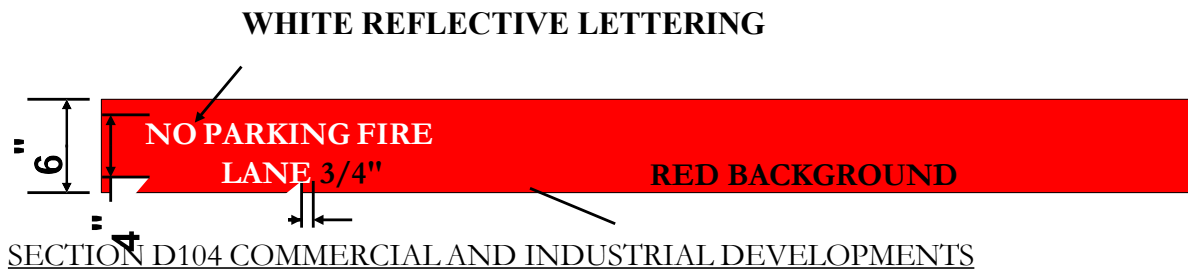 WHITE REFLECTIVE LETTERING
6"
4"
NO PARKING FIRE
LANE 3/4"
RED BACKGROUND
SECTION D104 COMMERCIAL AND INDUSTRIAL DEVELOPMENTS